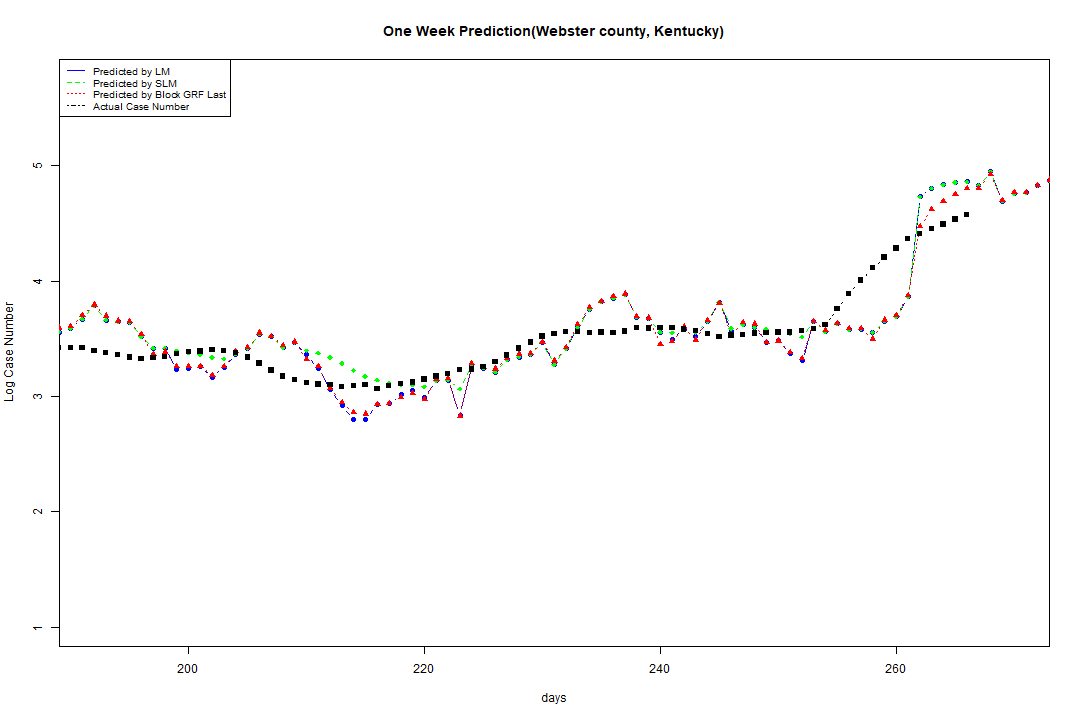 One Week Prediction(Webster county, Kentucky)
Predicted by LM
Predicted by SLM
Predicted by Block GRF Last
Actual Case Number
5
4
3
2
1
Log Case Number
200 220 240 260
days